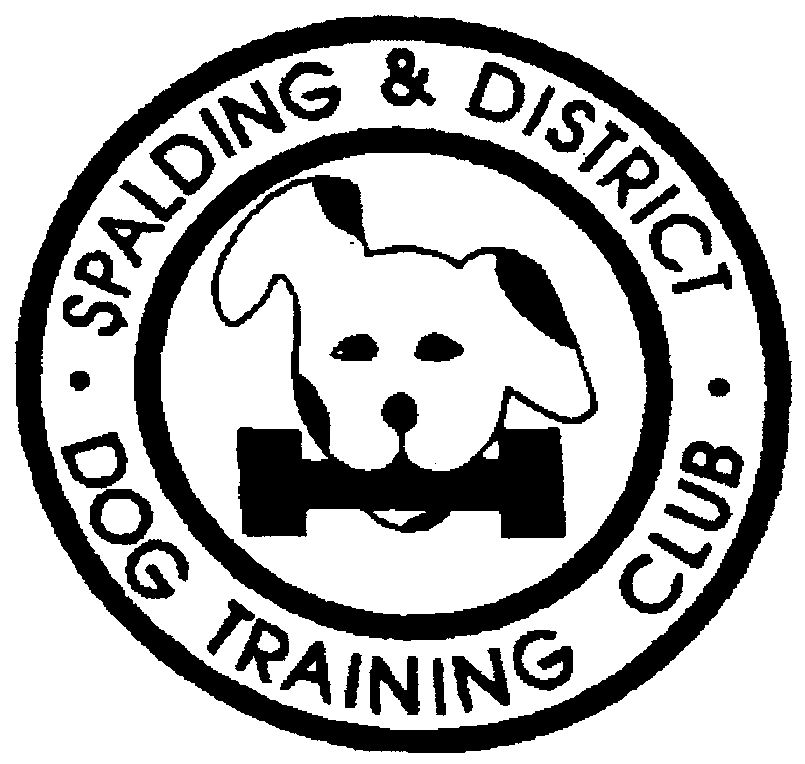 SPALDING & DISTRICT
• DOG TRAINING CLUB •